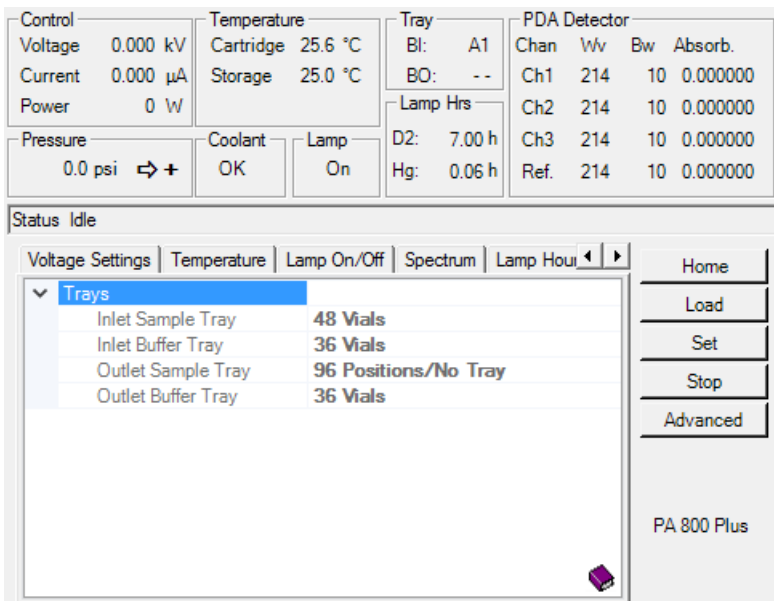 Control
Voltage 0.000 kV
Current 0.000 µA
Power 0 W
Temperature
Cartridge 25.6 °C
Storage 25.0 °C
Tray
BI: A1
BO: - -
PDA Detector
Chan Wv Bw Absorb.
Ch1 214 10 0.000000
Ch2 214 10 0.000000
Ch3 214 10 0.000000
Ref. 214 10 0.000000
Lamp Hrs
D2: 7.00 h
Hg: 0.06 h
Pressure
0.0 psi ⇨ +
Coolant
OK
Lamp
On
Status Idle
Voltage Settings Temperature Lamp On/Off Spectrum Lamp Hour
Trays
Inlet Sample Tray 48 Vials
Inlet Buffer Tray 36 Vials
Outlet Sample Tray 96 Positions/No Tray
Outlet Buffer Tray 36 Vials
Home
Load
Set
Stop
Advanced
PA 800 Plus